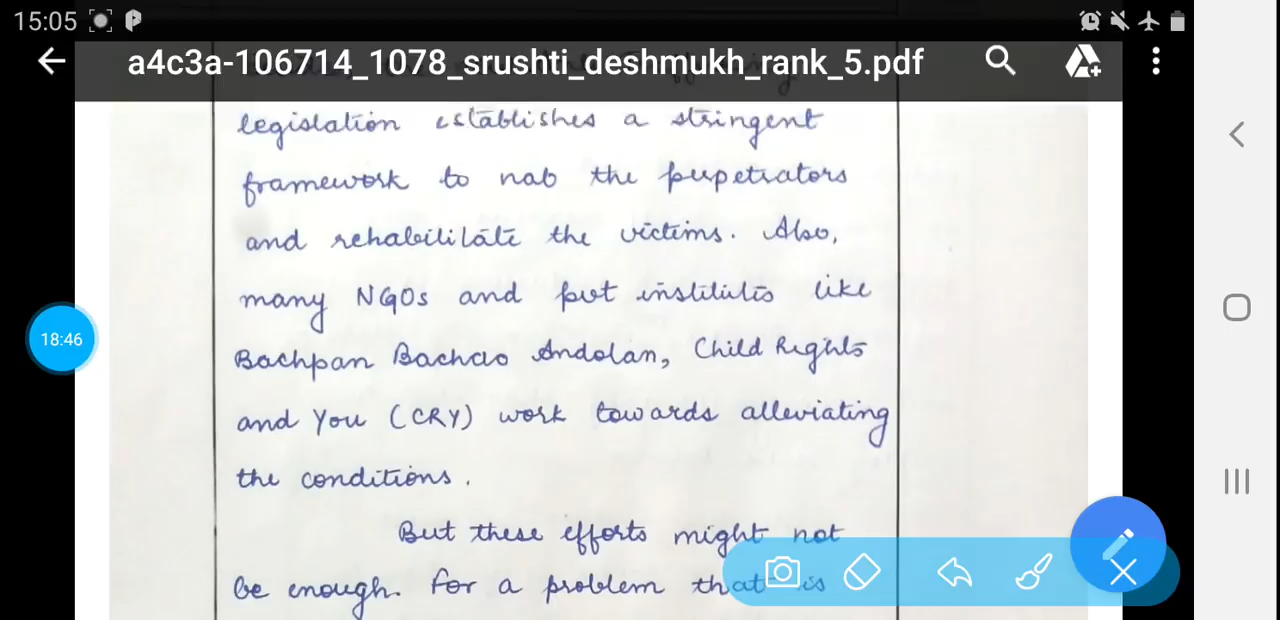 15:05
a4c3a-106714_1078_srushti_deshmukh_rank_5.pdf
legislation establishes a stringent
framework to nab the perpetrators
and rehabilitate the victims. Also,
many NGOs and pvt institutes like
18:46
Bachpan Bachao Andolan, Child Rights
and You (CRY) work towards alleviating
the conditions.
But these efforts might not
be enough. For a problem that is